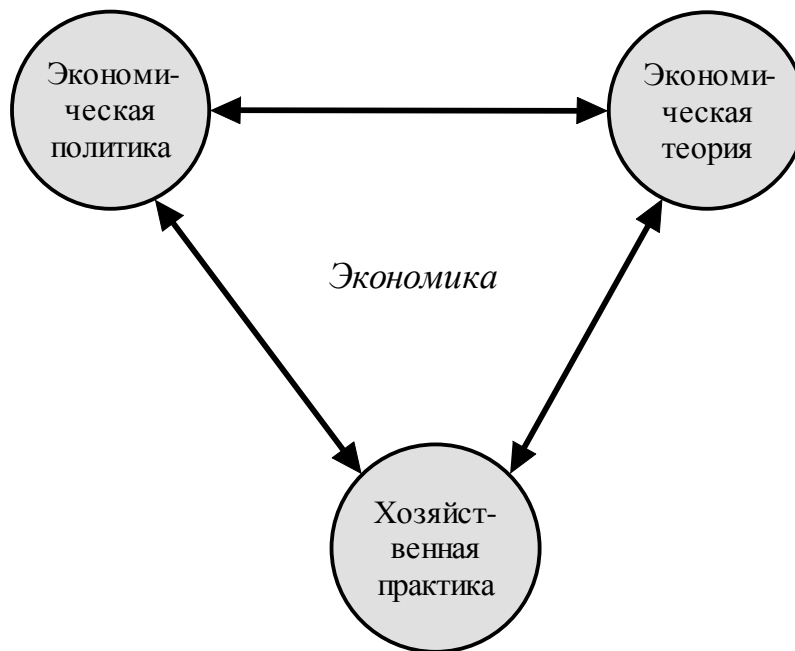 Экономи-
ческая
политика
Экономи-
ческая
теория
Экономика
Хозяйст-
венная
практика